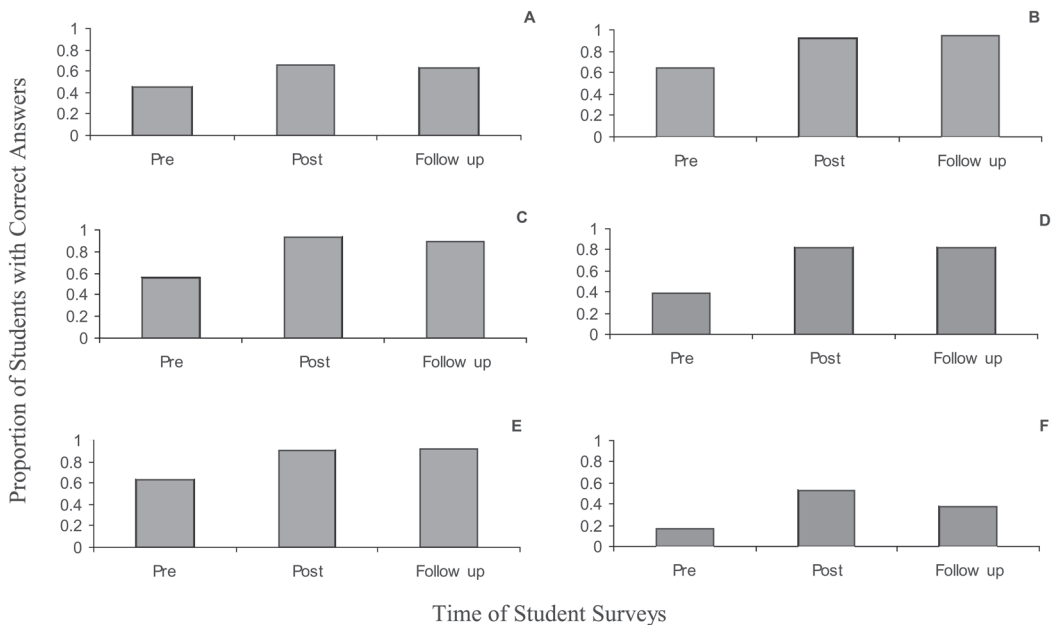 Proportion of Students with Correct Answers
A
1
0.8
0.6
0.4
0.2
0
Pre Post Follow up
B
1
0.8
0.6
0.4
0.2
0
Pre Post Follow up
C
1
0.8
0.6
0.4
0.2
0
Pre Post Follow up
D
1
0.8
0.6
0.4
0.2
0
Pre Post Follow up
E
1
0.8
0.6
0.4
0.2
0
Pre Post Follow up
F
1
0.8
0.6
0.4
0.2
0
Pre Post Follow up
Time of Student Surveys